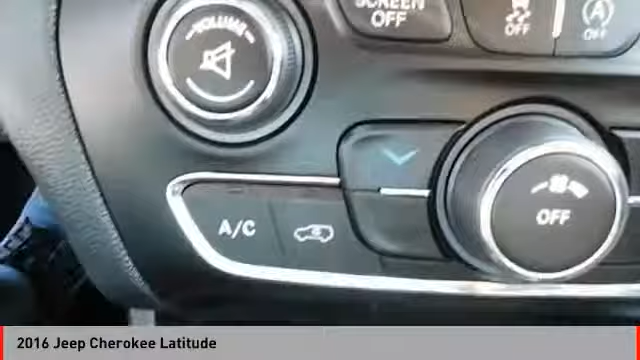 VOLUME
SCREEN
OFF
OFF
OFF
A/C
OFF
2016 Jeep Cherokee Latitude